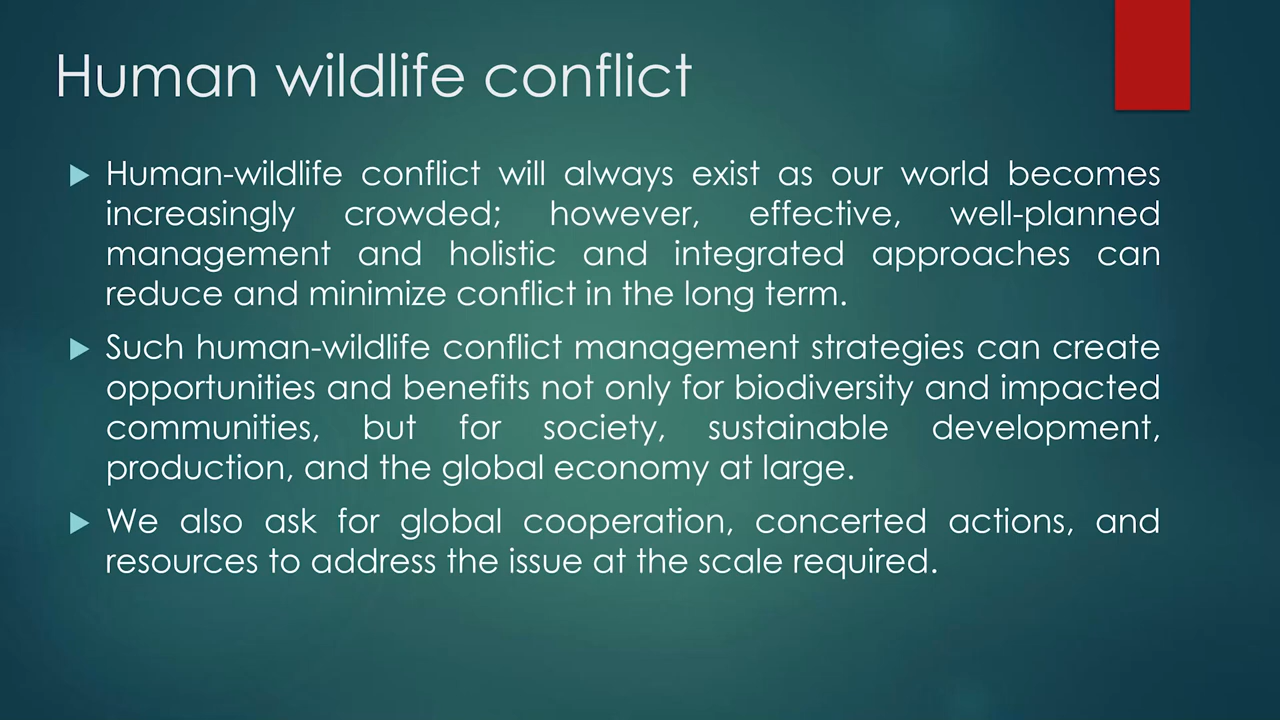 Human wildlife conflict
Human-wildlife conflict will always exist as our world becomes
increasingly crowded; however, effective, well-planned
management and holistic and integrated approaches can
reduce and minimize conflict in the long term.
Such human-wildlife conflict management strategies can create
opportunities and benefits not only for biodiversity and impacted
communities, but for society, sustainable development,
production, and the global economy at large.
We also ask for global cooperation, concerted actions, and
resources to address the issue at the scale required.